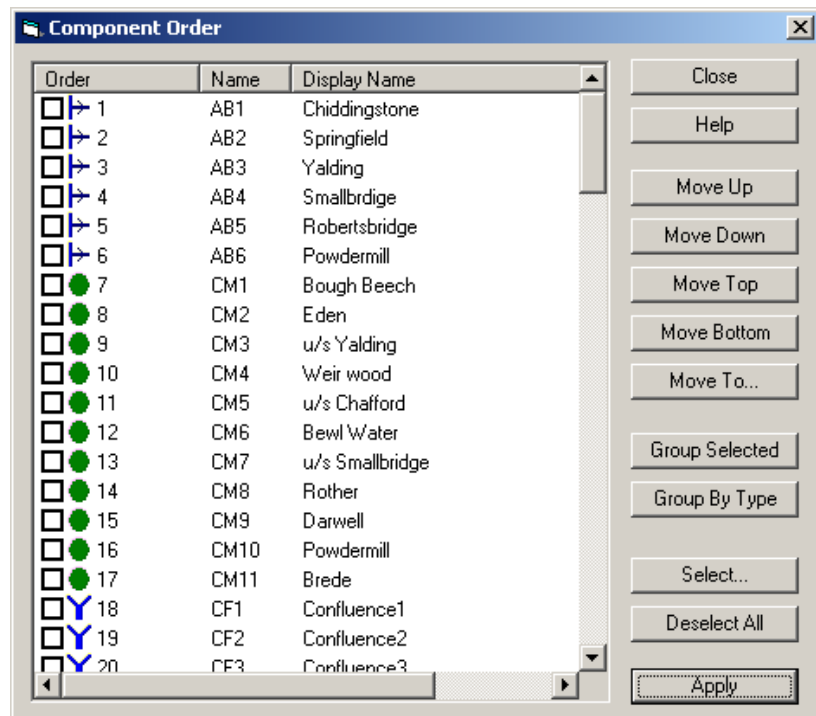 Component Order
Order Name Display Name
1 AB1 Chiddingstone
2 AB2 Springfield
3 AB3 Yalding
4 AB4 Smallbrdige
5 AB5 Robertsbridge
6 AB6 Powdermill
7 CM1 Bough Beech
8 CM2 Eden
9 CM3 u/s Yalding
10 CM4 Weir wood
11 CM5 u/s Chafford
12 CM6 Bewl Water
13 CM7 u/s Smallbridge
14 CM8 Rother
15 CM9 Darwell
16 CM10 Powdermill
17 CM11 Brede
18 CF1 Confluence1
19 CF2 Confluence2
20 CF3 Confluence3
Close
Help
Move Up
Move Down
Move Top
Move Bottom
Move To...
Group Selected
Group By Type
Select...
Deselect All
Apply